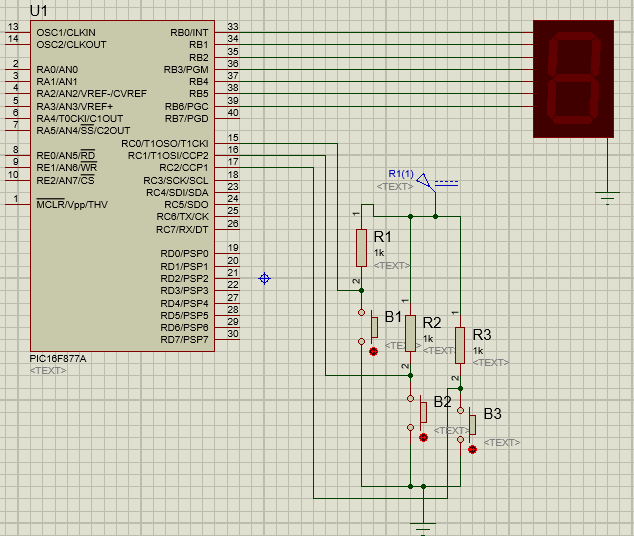 U1
13 OSC1/CLKIN RB0/INT 33
14 OSC2/CLKOUT RB1 34
RB2 35
2 RA0/AN0 RB3/PGM 36
3 RA1/AN1 RB4 37
4 RA2/AN2/VREF-/CVREF RB5 38
5 RA3/AN3/VREF+ RB6/PGC 39
6 RA4/T0CKI/C1OUT RB7/PGD 40
7 RA5/AN4/SS/C2OUT
RC0/T1OSO/T1CKI 15
8 RE0/AN5/RD RC1/T1OSI/CCP2 16
9 RE1/AN6/WR RC2/CCP1 17
10 RE2/AN7/CS RC3/SCK/SCL 18
RC4/SDI/SDA 23
1 MCLR/Vpp/THV RC5/SDO 24
RC6/TX/CK 25
RC7/RX/DT 26
RD0/PSP0 19
RD1/PSP1 20
RD2/PSP2 21
RD3/PSP3 22
RD4/PSP4 27
RD5/PSP5 28
RD6/PSP6 29
RD7/PSP7 30
PIC16F877A
<TEXT>
R1(1)
<TEXT>
1
R1
1k
<TEXT>
2
B1
<TEXT>
1
R2
1k
<TEXT>
2
1
R3
1k
<TEXT>
2
B2
<TEXT>
B3
<TEXT>